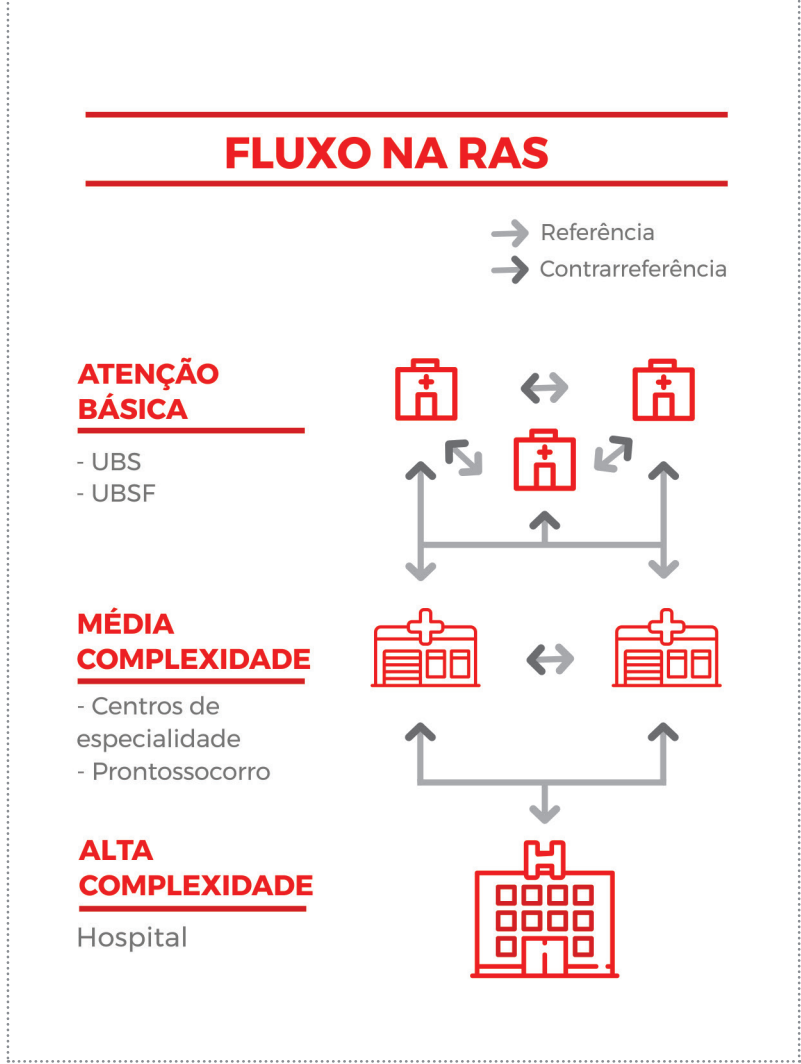 FLUXO NA RAS
Referência
Contrarreferência
ATENÇÃO
BÁSICA
- UBS
- UBSF
MÉDIA
COMPLEXIDADE
- Centros de
especialidade
- Prontossocorro
ALTA
COMPLEXIDADE
Hospital
H